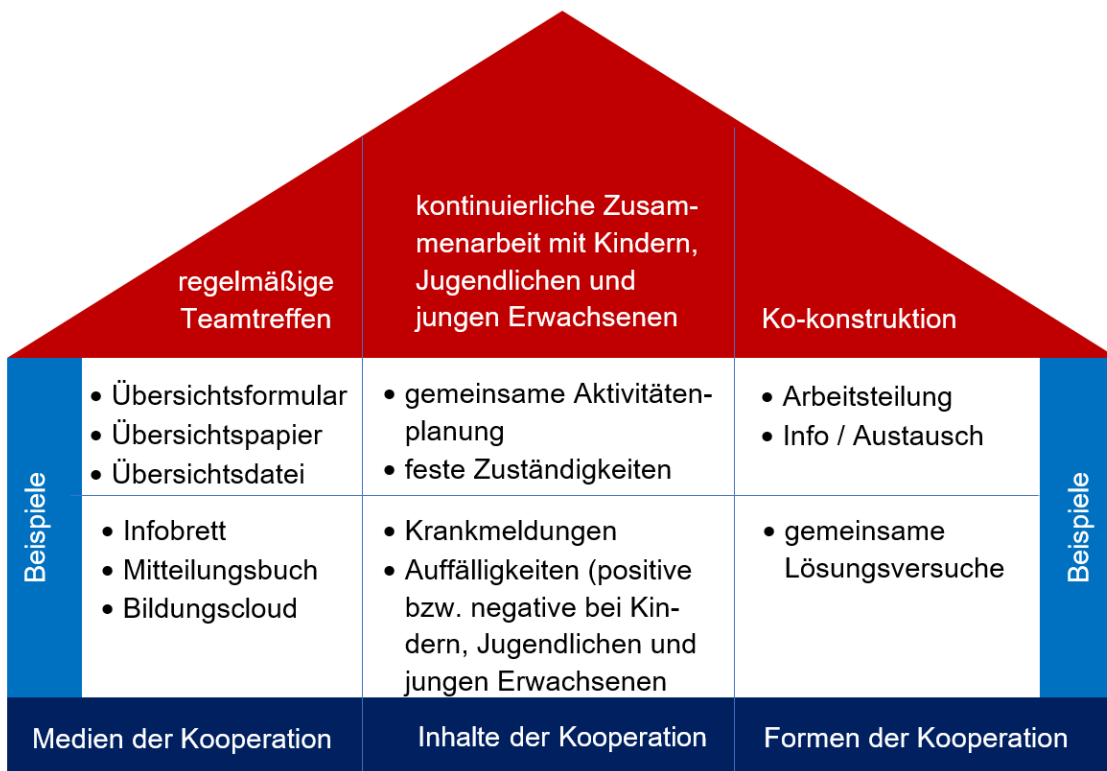 regelmäßige
Teamtreffen
kontinuierliche Zusam-
menarbeit mit Kindern,
Jugendlichen und
jungen Erwachsenen
Ko-konstruktion
Beispiele
• Übersichtsformular
• Übersichtspapier
• Übersichtsdatei
• gemeinsame Aktivitäten-
planung
• feste Zuständigkeiten
• Arbeitsteilung
• Info / Austausch
• Infobrett
• Mitteilungsbuch
• Bildungscloud
• Krankmeldungen
• Auffälligkeiten (positive
bzw. negative bei Kin-
dern, Jugendlichen und
jungen Erwachsenen
• gemeinsame
Lösungsversuche
Beispiele
Medien der Kooperation
Inhalte der Kooperation
Formen der Kooperation